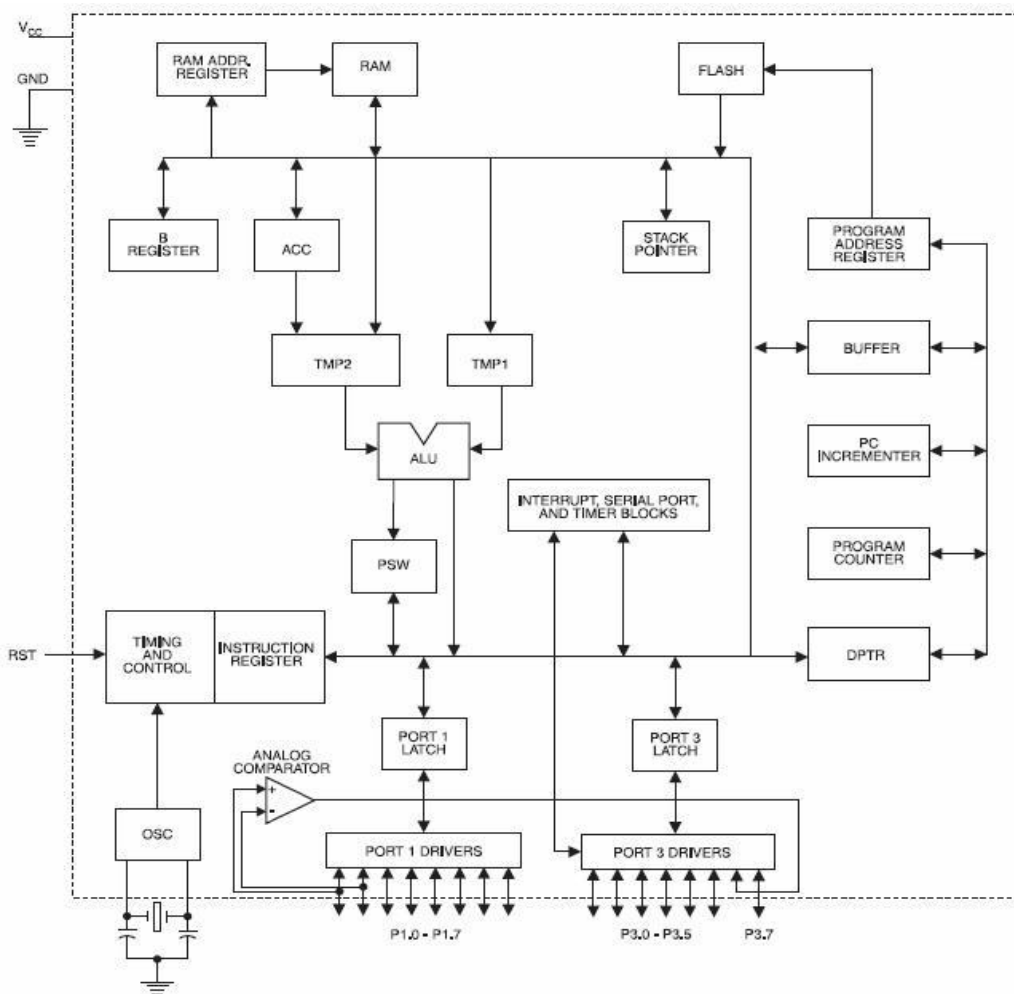 VCC
GND
RAM ADDR.
REGISTER
RAM
FLASH
B
REGISTER
ACC
STACK
POINTER
PROGRAM
ADDRESS
REGISTER
TMP2
TMP1
BUFFER
ALU
PC
INCREMENTER
INTERRUPT, SERIAL PORT,
AND TIMER BLOCKS
PSW
PROGRAM
COUNTER
RST
TIMING
AND
CONTROL
INSTRUCTION
REGISTER
DPTR
PORT 1
LATCH
PORT 3
LATCH
ANALOG
COMPARATOR
+
-
OSC
PORT 1 DRIVERS
PORT 3 DRIVERS
P1.0 - P1.7
P3.0 - P3.5
P3.7